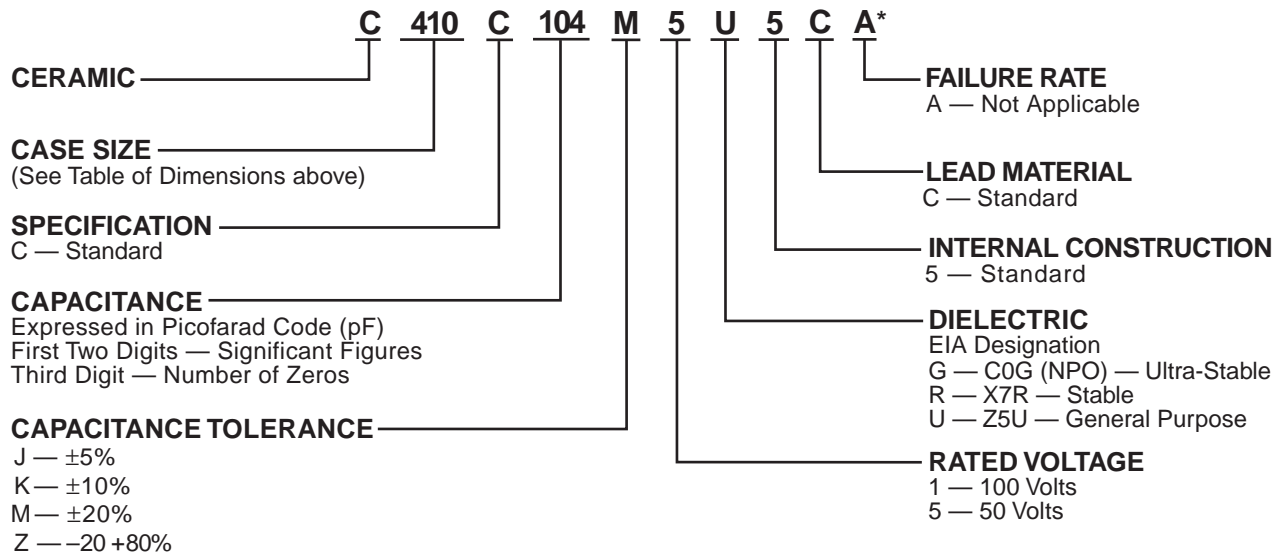 C 410 C 104 M 5 U 5 C A*
CERAMIC
CASE SIZE
(See Table of Dimensions above)
SPECIFICATION
C — Standard
CAPACITANCE
Expressed in Picofarad Code (pF)
First Two Digits — Significant Figures
Third Digit — Number of Zeros
CAPACITANCE TOLERANCE
J — ±5%
K — ±10%
M — ±20%
Z — –20 +80%
FAILURE RATE
A — Not Applicable
LEAD MATERIAL
C — Standard
INTERNAL CONSTRUCTION
5 — Standard
DIELECTRIC
EIA Designation
G — C0G (NPO) — Ultra-Stable
R — X7R — Stable
U — Z5U — General Purpose
RATED VOLTAGE
1 — 100 Volts
5 — 50 Volts